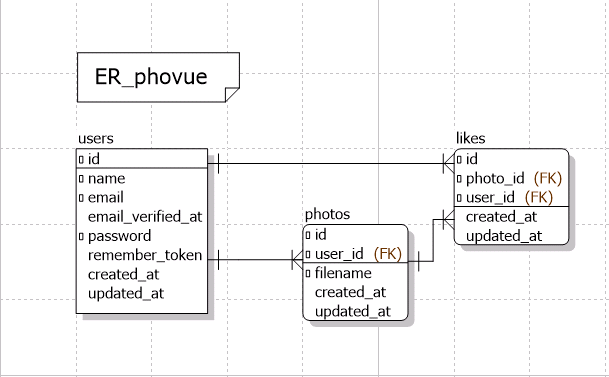 ER_phovue
users
id
name
email
email_verified_at
password
remember_token
created_at
updated_at
photos
id
user_id (FK)
filename
created_at
updated_at
likes
id
photo_id (FK)
user_id (FK)
created_at
updated_at